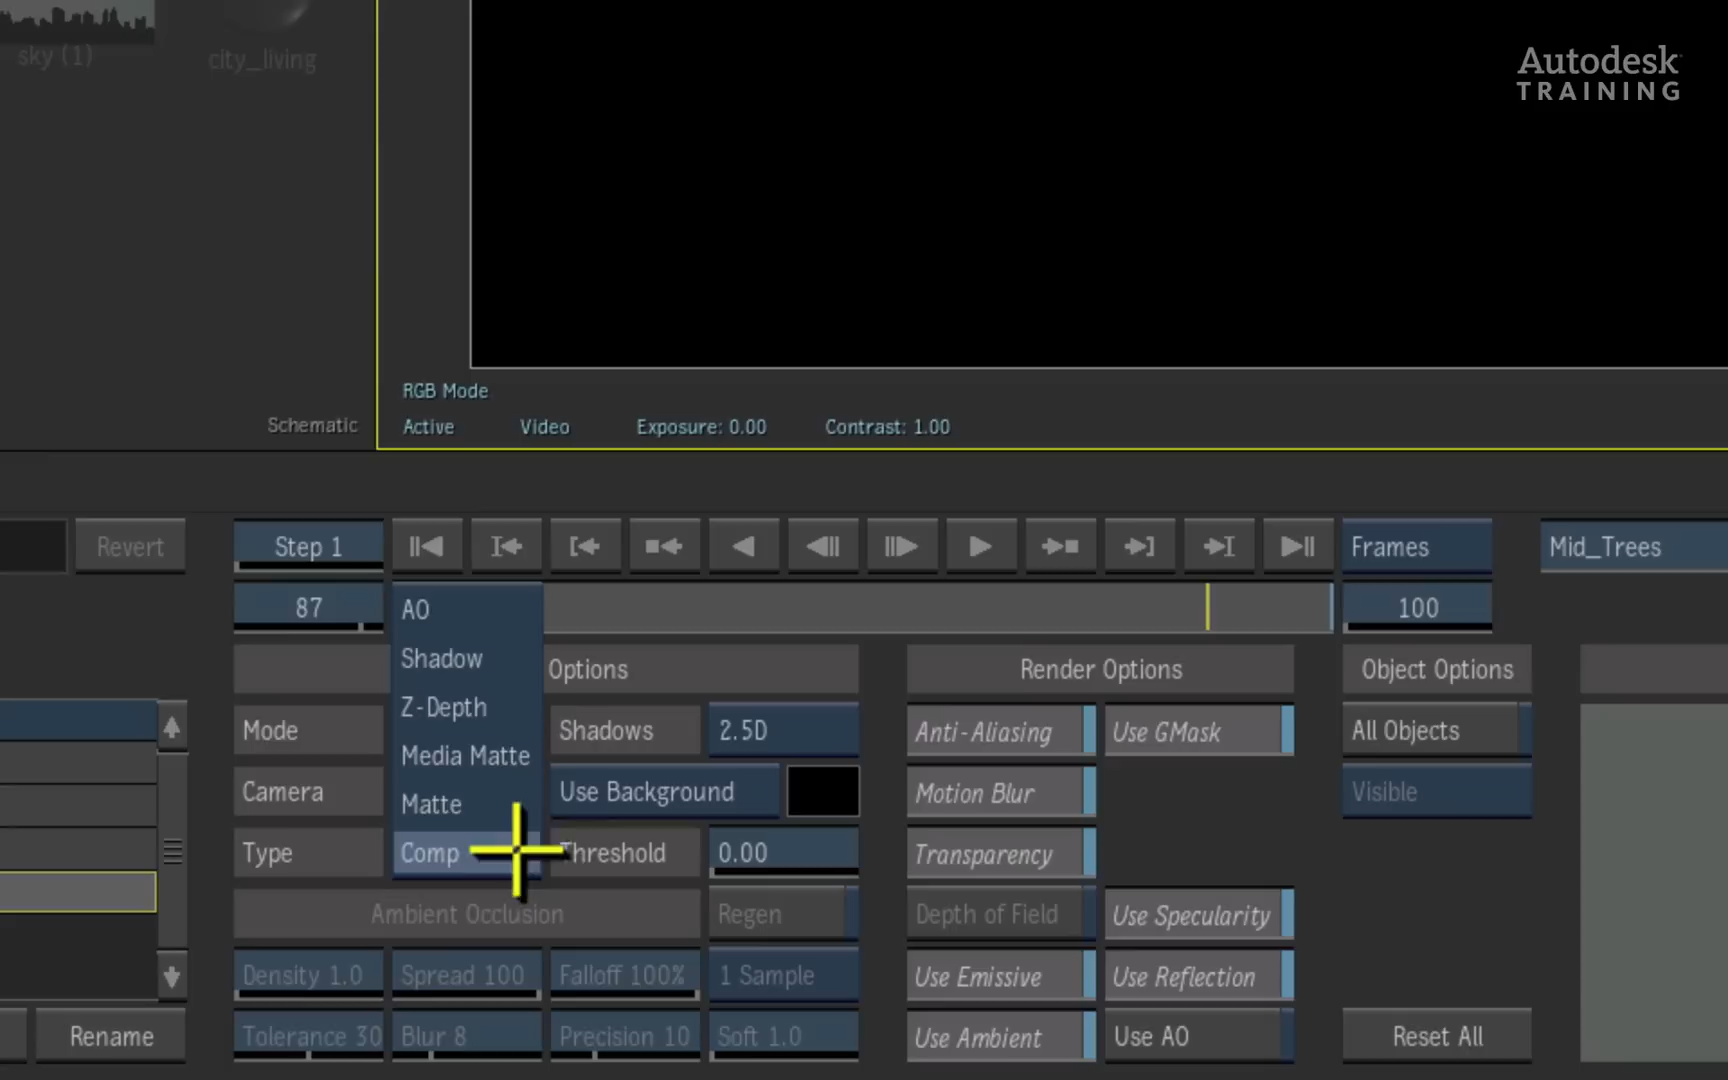 sky (1)
city_living
Autodesk
TRAINING
RGB Mode
Schematic
Active
Video
Exposure: 0.00
Contrast: 1.00
Revert
Step 1
Frames
Mid_Trees
87
100
AO
Shadow
Z-Depth
Media Matte
Matte
Comp
Options
Render Options
Object Options
Mode
Shadows
2.5D
Anti-Aliasing
Use GMask
All Objects
Camera
Use Background
Motion Blur
Visible
Type
Threshold
0.00
Transparency
Ambient Occlusion
Regen
Depth of Field
Use Specularity
Density 1.0
Spread 100
Falloff 100%
1 Sample
Use Emissive
Use Reflection
Rename
Tolerance 30
Blur 8
Precision 10
Soft 1.0
Use Ambient
Use AO
Reset All